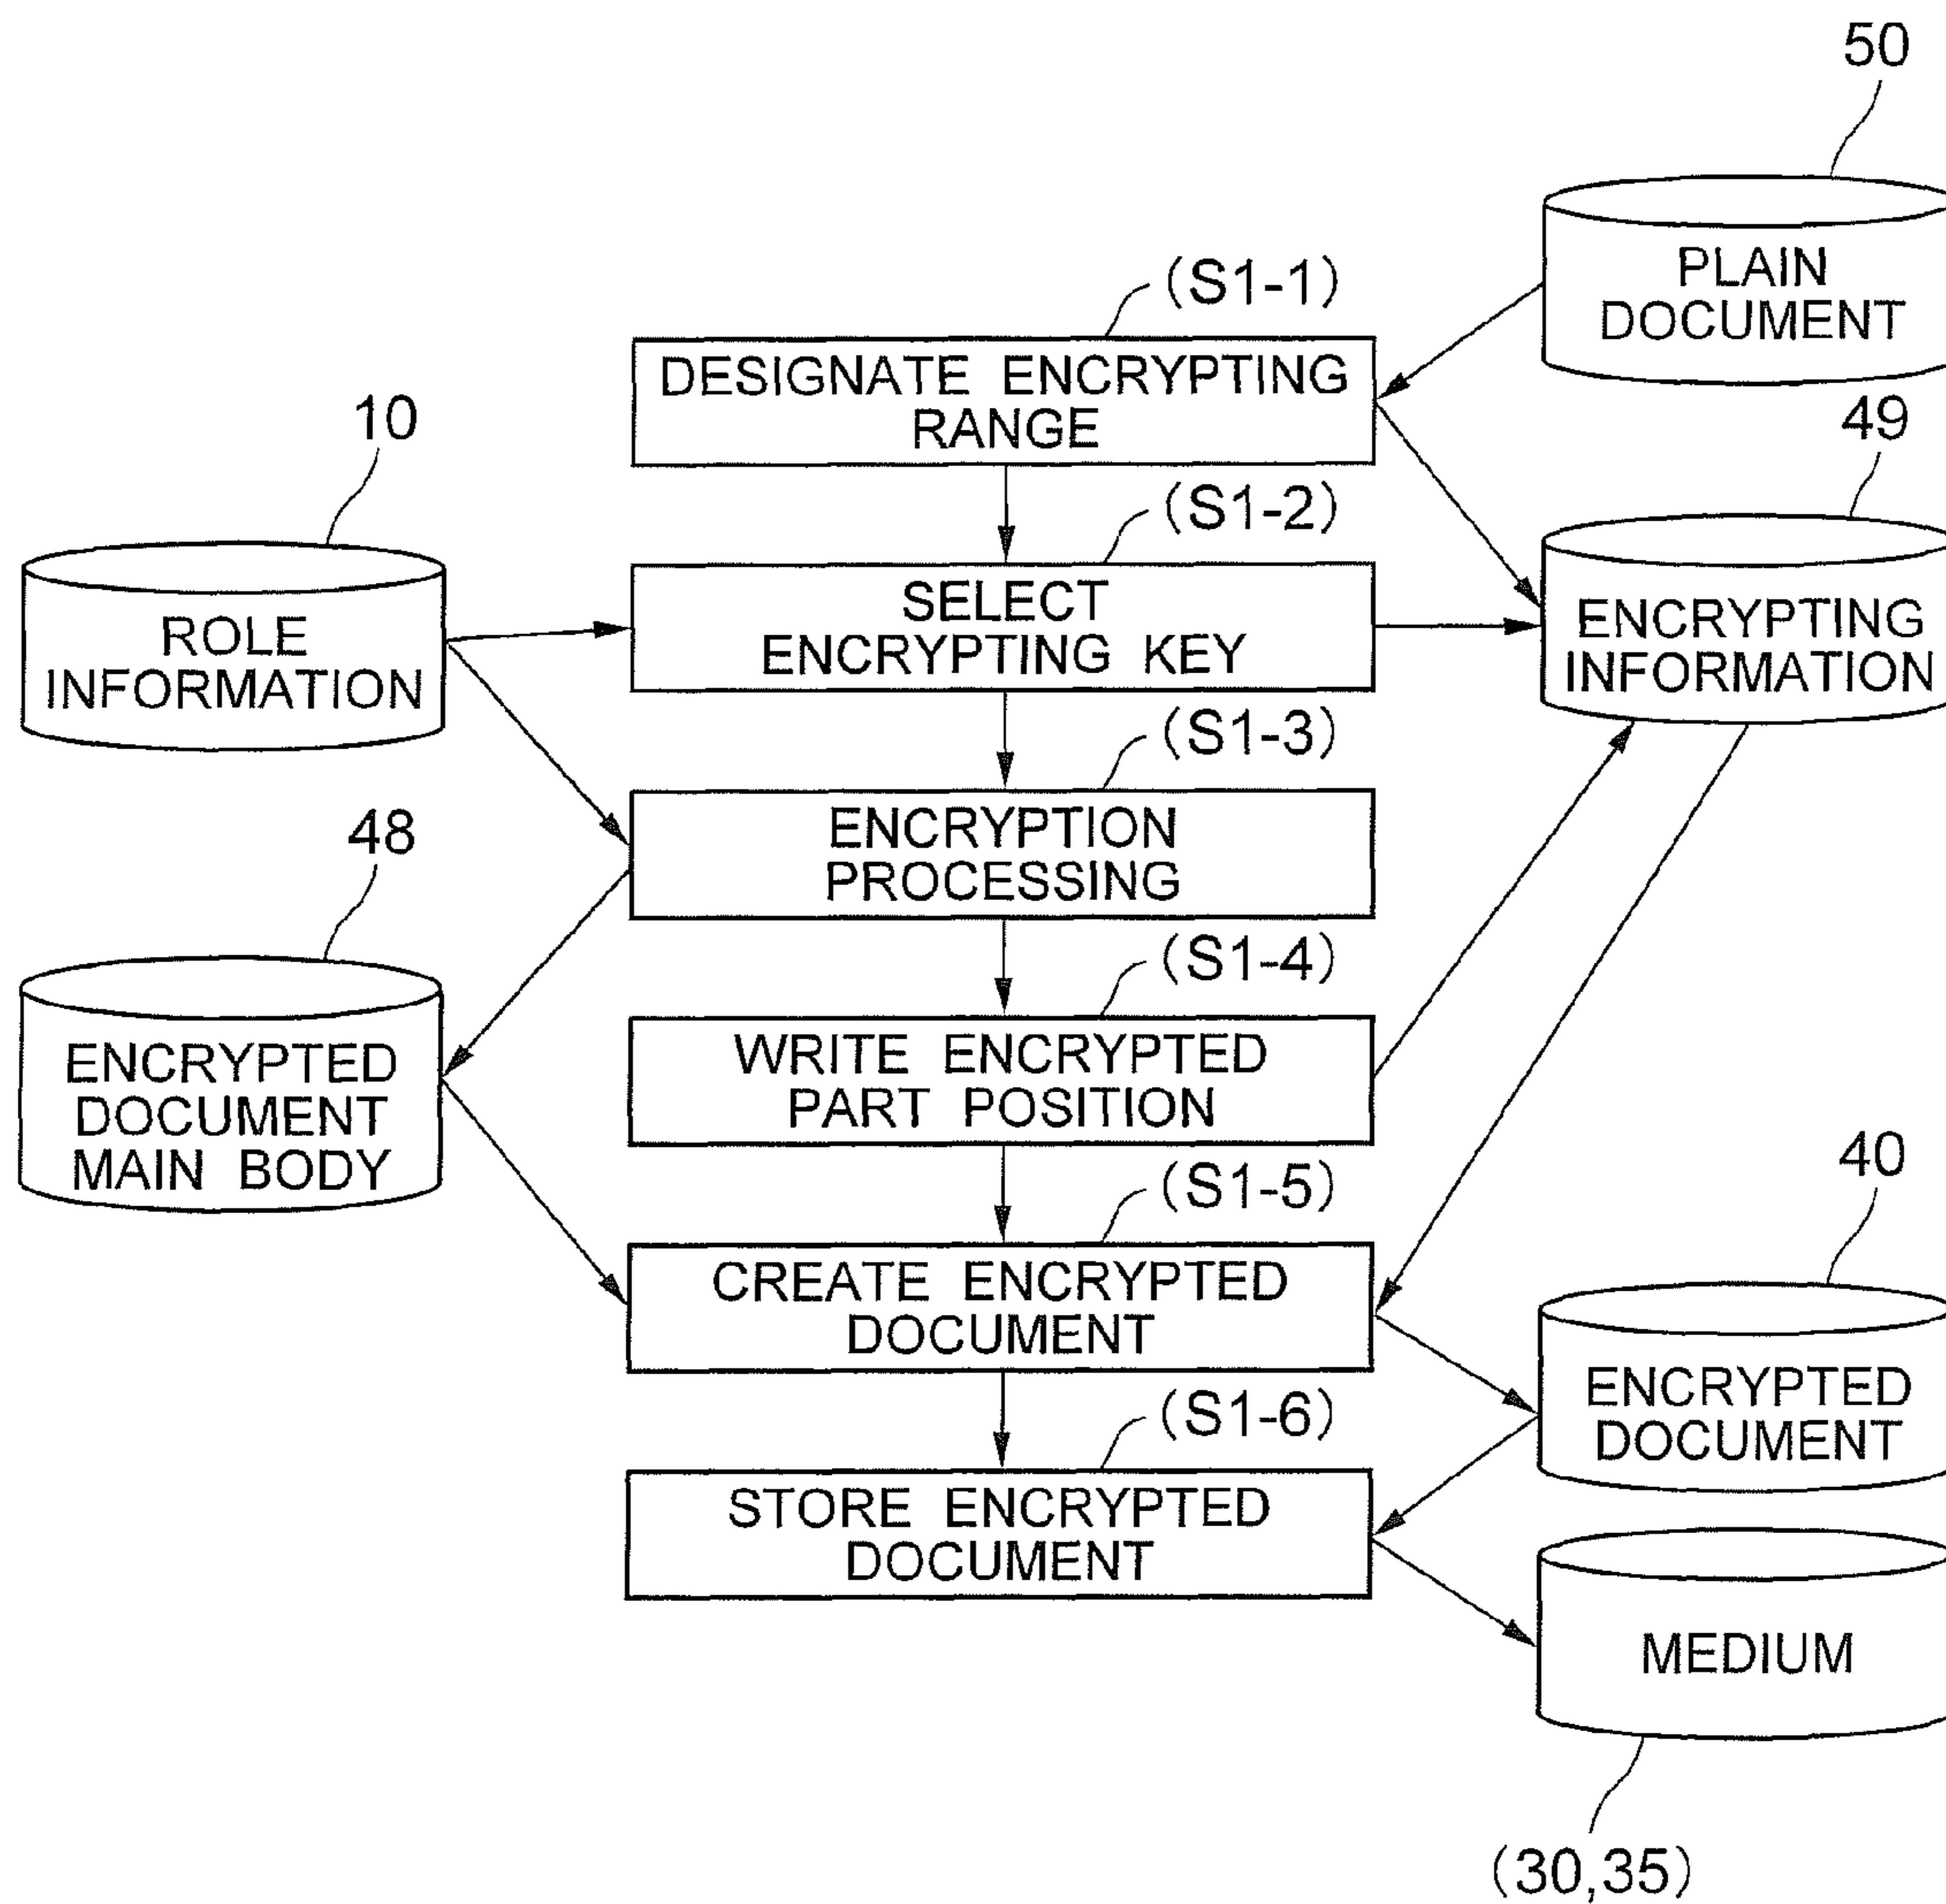 50
PLAIN
DOCUMENT
(S1-1)
DESIGNATE ENCRYPTING
RANGE
10
49
(S1-2)
ROLE
INFORMATION
SELECT
ENCRYPTING KEY
ENCRYPTING
INFORMATION
(S1-3)
48
ENCRYPTION
PROCESSING
(S1-4)
ENCRYPTED
DOCUMENT
MAIN BODY
WRITE ENCRYPTED
PART POSITION
40
(S1-5)
CREATE ENCRYPTED
DOCUMENT
ENCRYPTED
DOCUMENT
(S1-6)
STORE ENCRYPTED
DOCUMENT
MEDIUM
(30,35)